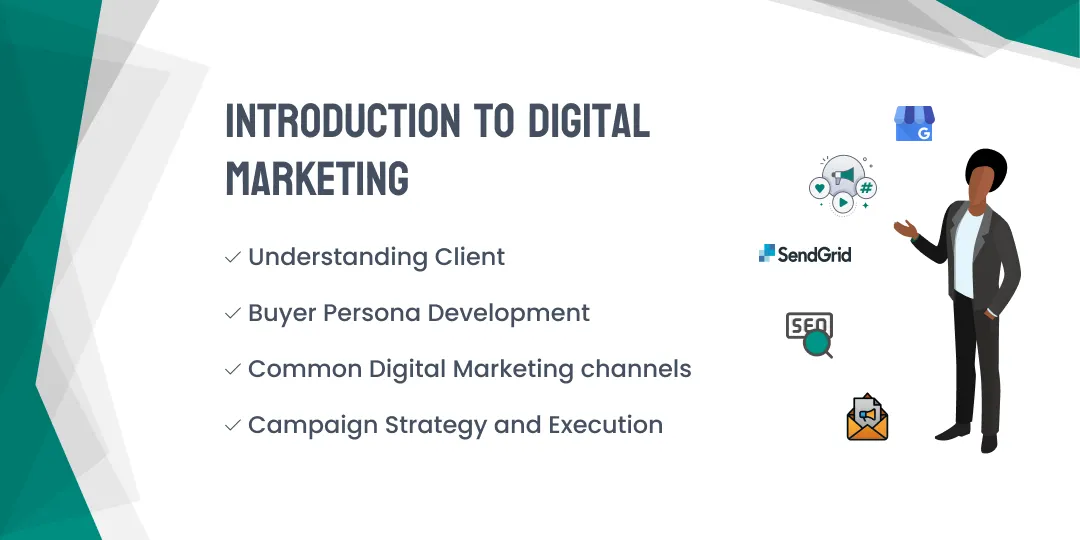 INTRODUCTION TO DIGITAL
MARKETING
Understanding Client
Buyer Persona Development
Common Digital Marketing channels
Campaign Strategy and Execution
G
#
SendGrid
SEO